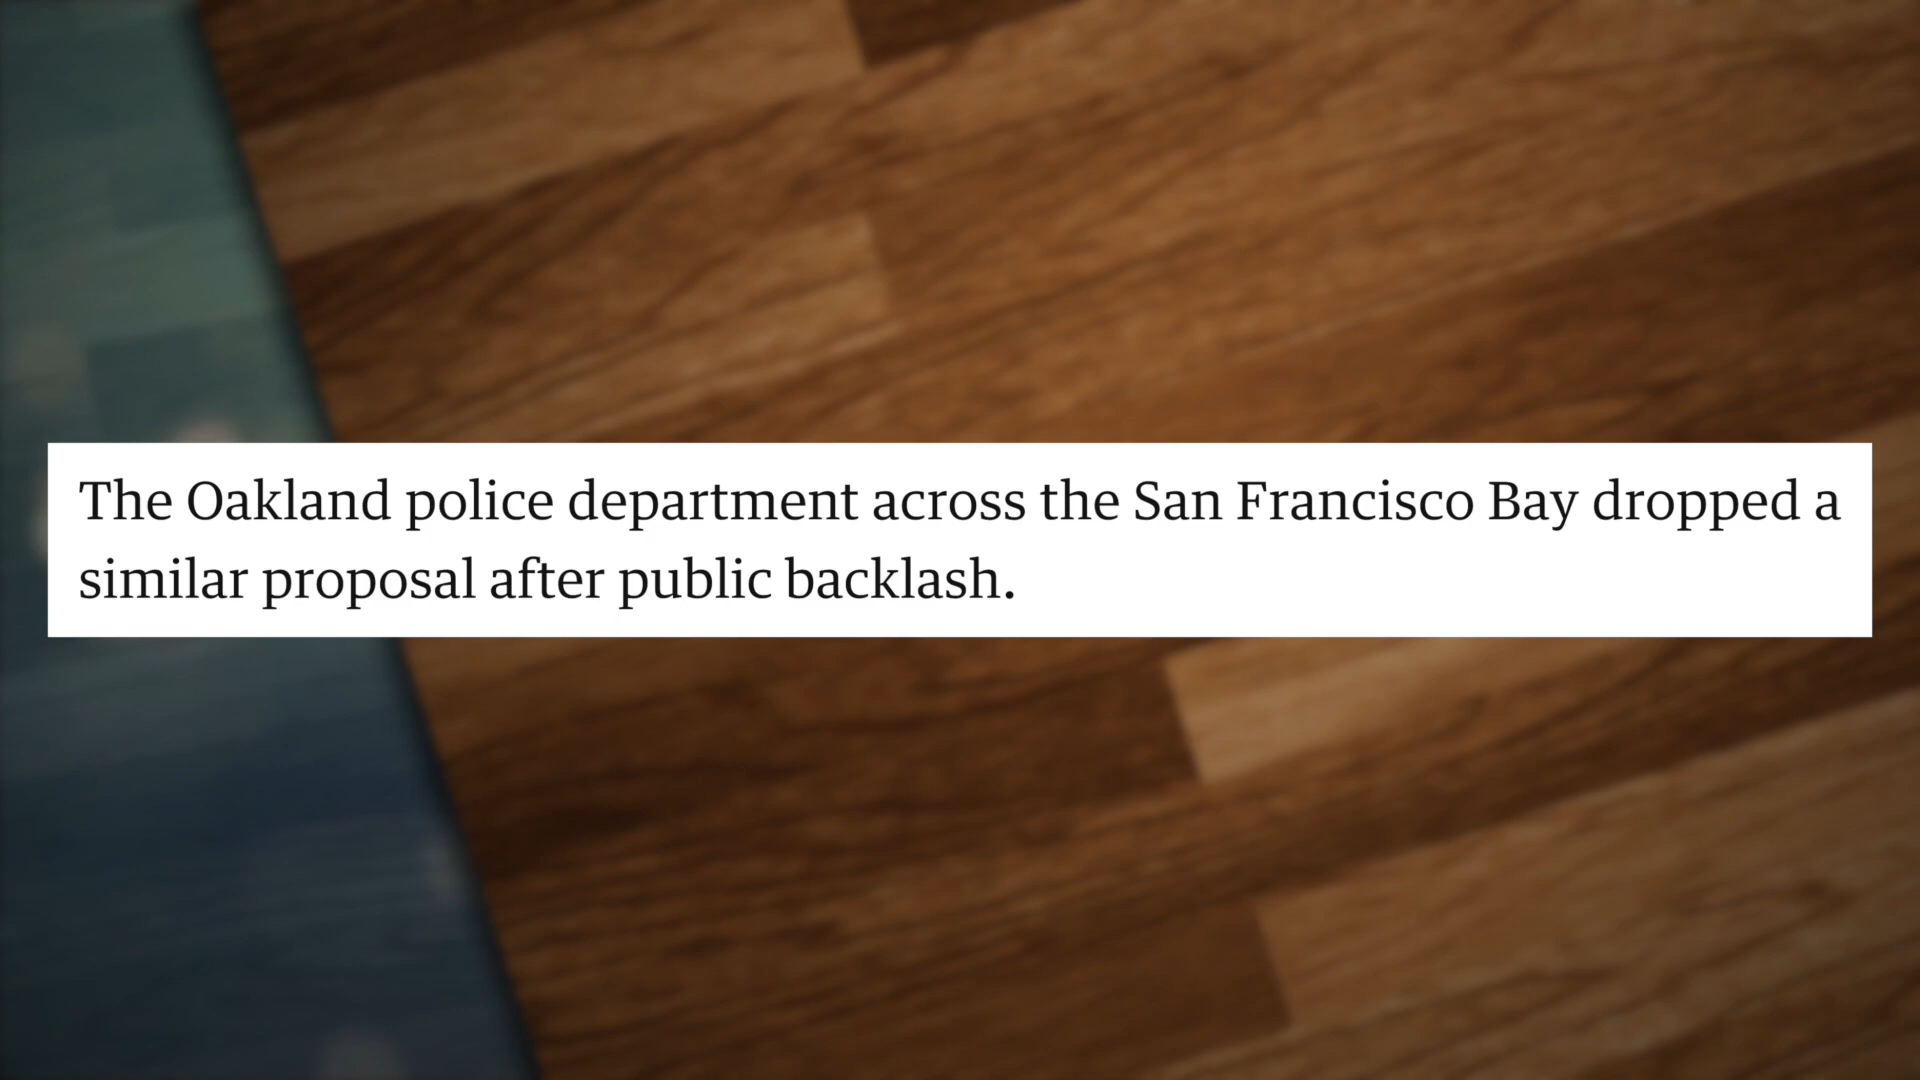 The Oakland police department across the San Francisco Bay dropped a
similar proposal after public backlash.